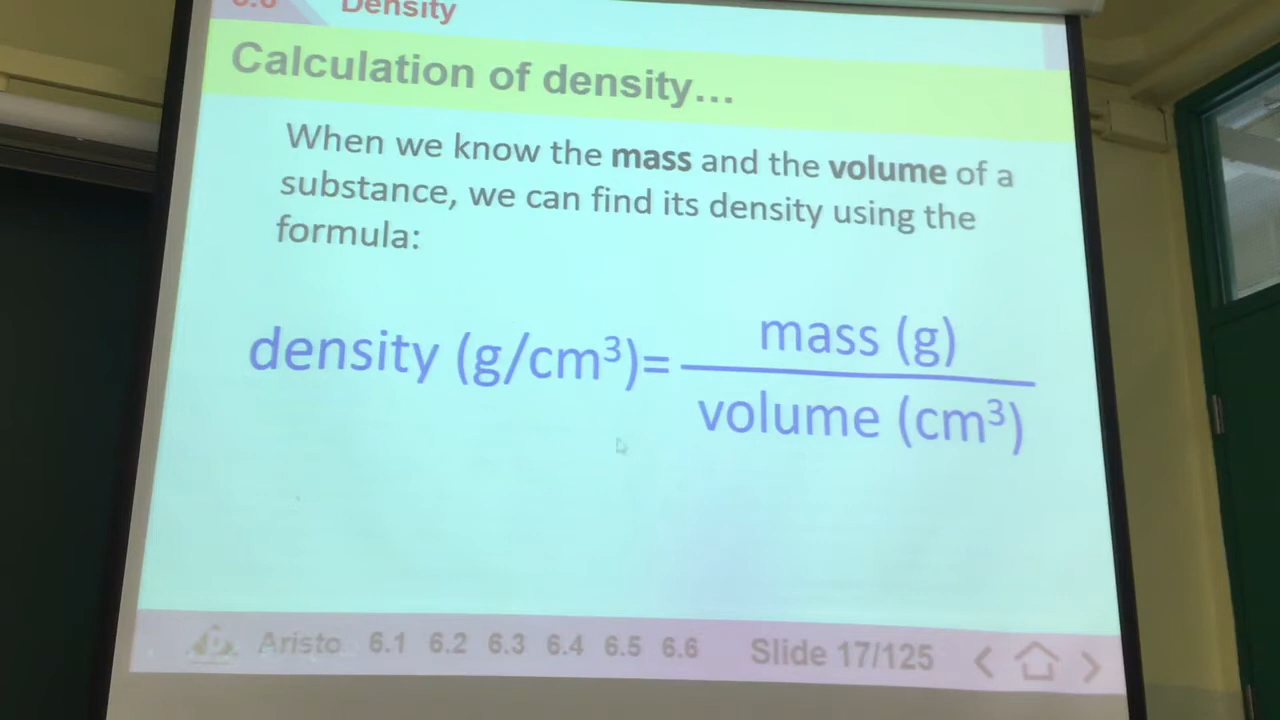 Density
Calculation of density...
When we know the mass and the volume of a
substance, we can find its density using the
formula:
density (g/cm³)= mass (g)
volume (cm³)
Aristo 6.1 6.2 6.3 6.4 6.5 6.6 Slide 17/125